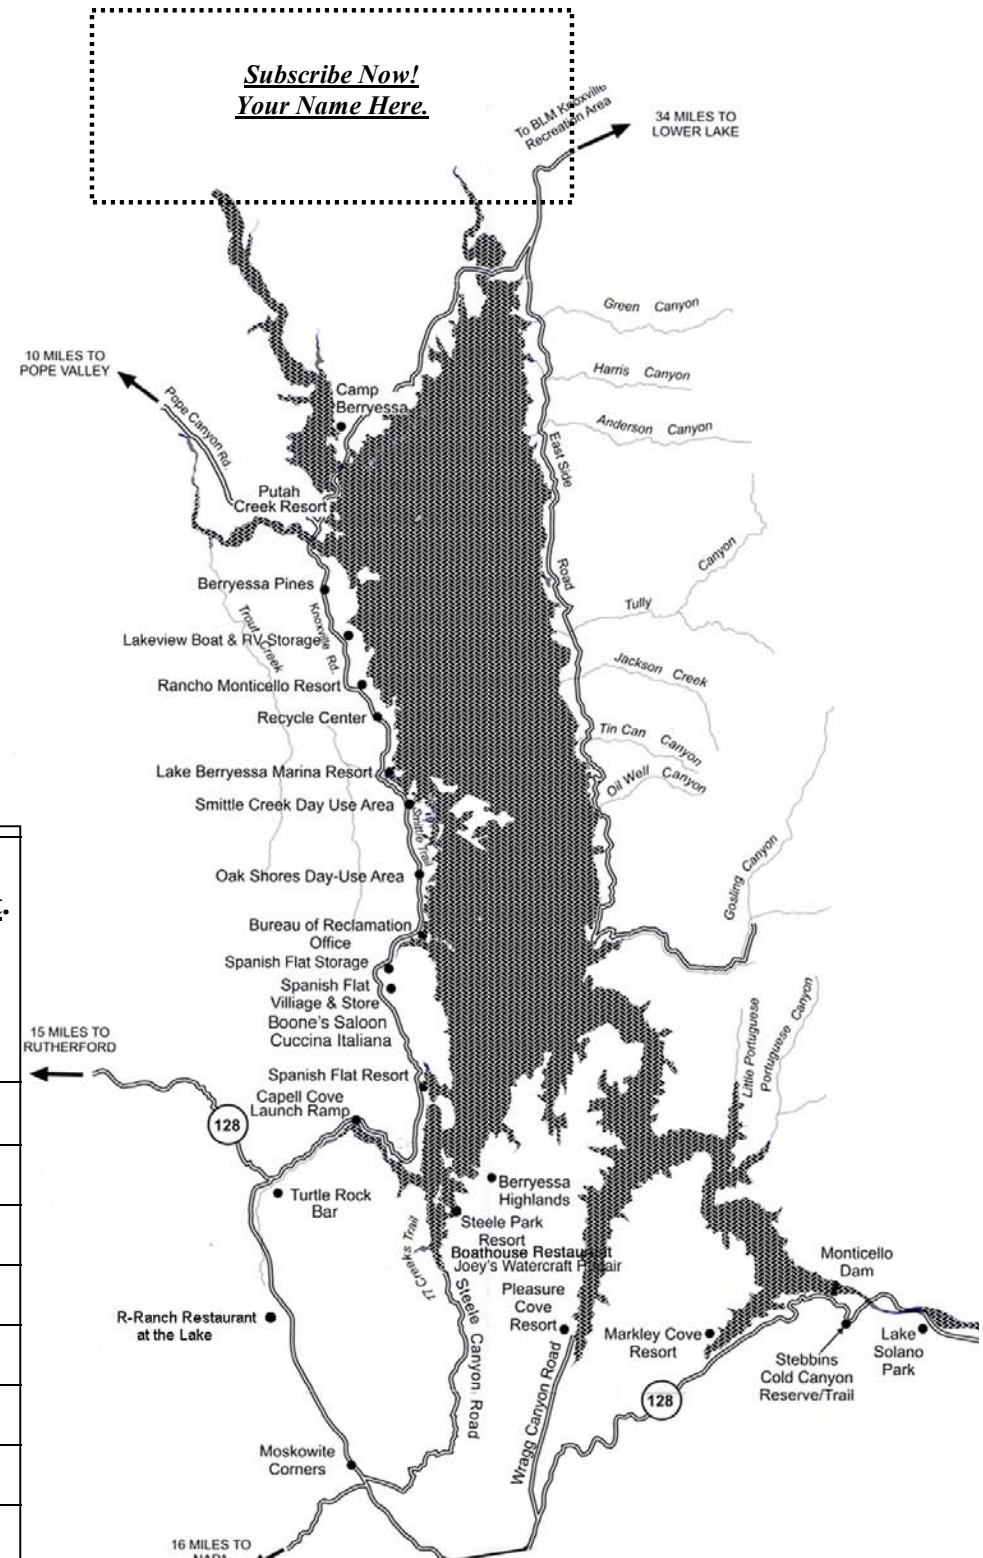 Subscribe Now!
Your Name Here.
To BLM Knoxville
Recreation Area
34 MILES TO
LOWER LAKE
Green Canyon
10 MILES TO
POPE VALLEY
Harris Canyon
Camp
Berryessa
Pope Canyon Rd.
Anderson Canyon
East Side
Road
Putah
Creek Resort
Canyon
Tully
Berryessa Pines
Trout Creek
Knoxville Rd.
Lakeview Boat & RV Storage
Jackson Creek
Rancho Monticello Resort
Recycle Center
Tin Can Canyon
Lake Berryessa Marina Resort
Oil Well Canyon
Smittle Creek Day Use Area
Smittle Trail
Oak Shores Day-Use Area
Gosling Canyon
Bureau of Reclamation
Office
Spanish Flat Storage
Spanish Flat
Villiage & Store
Boone's Saloon
Cuccina Italiana
Little Portuguese
Portuguese Canyon
15 MILES TO
RUTHERFORD
Spanish Flat Resort
Capell Cove
Launch Ramp
128
Berryessa
Highlands
Turtle Rock
Bar
Steele Park
Resort
Boathouse Restaurant
Joey's Watercraft Repair
17 Creeks Trail
Steele Canyon Road
Monticello
Dam
Pleasure
Cove
Resort
R-Ranch Restaurant
at the Lake
Markley Cove
Resort
Lake
Solano
Park
Stebbins
Cold Canyon
Reserve/Trail
128
Wragg Canyon Road
Moskowite
Corners
16 MILES TO